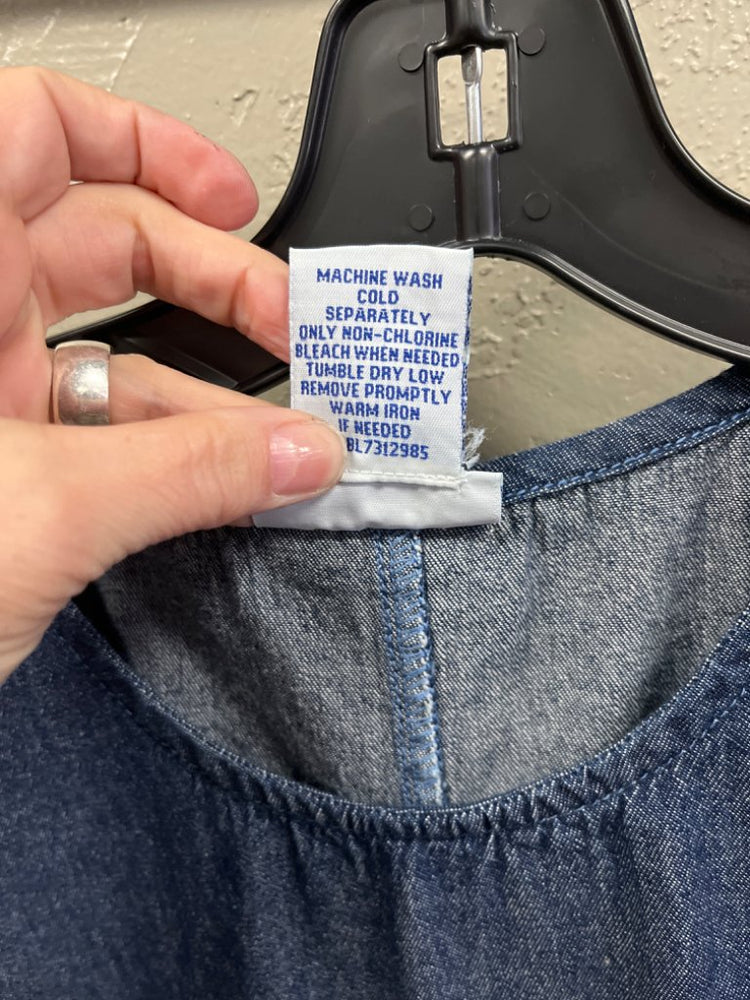 MACHINE WASH
COLD
SEPARATELY
ONLY NON-CHLORINE
BLEACH WHEN NEEDED
TUMBLE DRY LOW
REMOVE PROMPTLY
WARM IRON
IF NEEDED
BL7312985